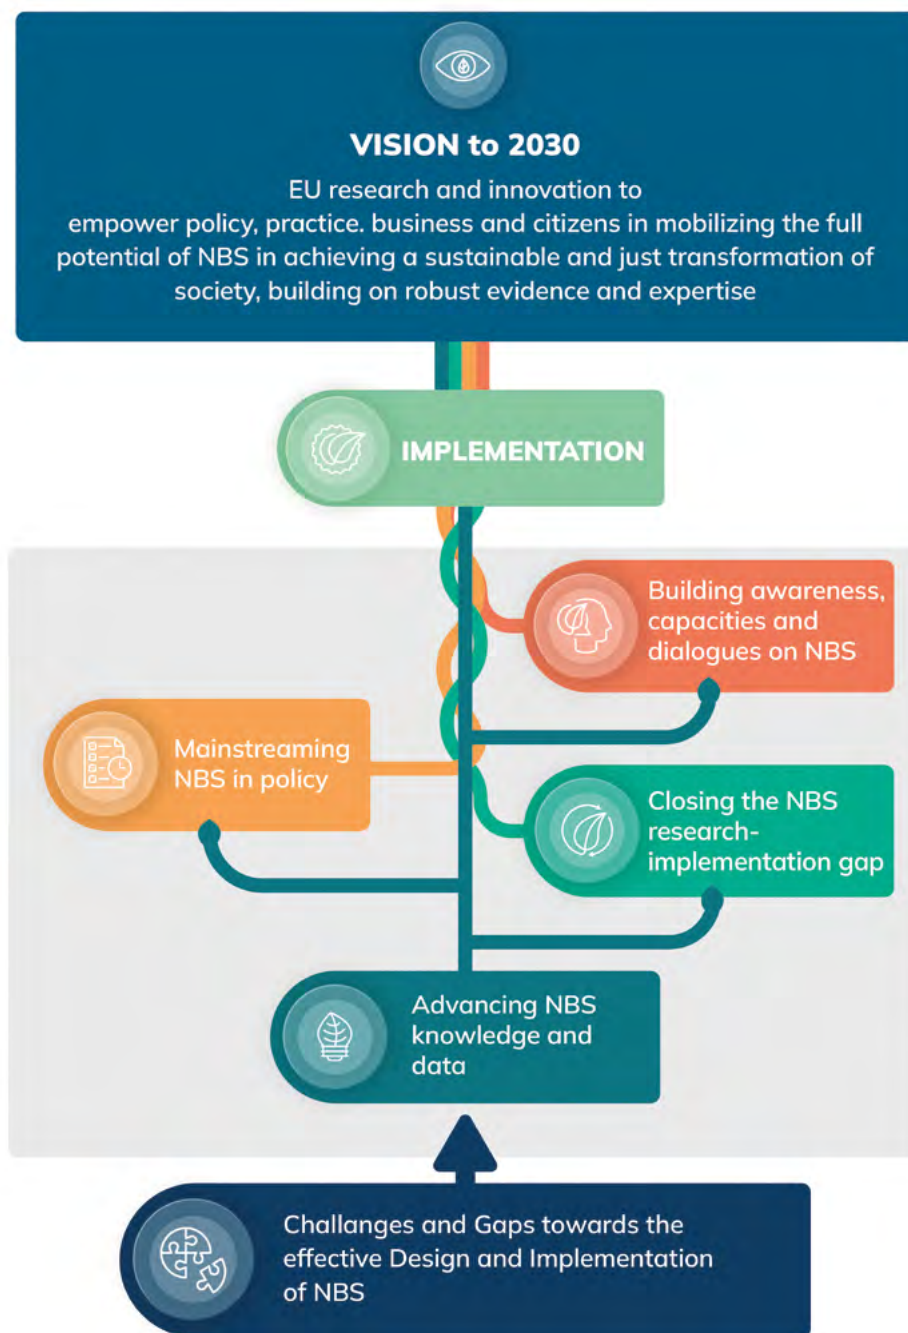 VISION to 2030
EU research and innovation to
empower policy, practice. business and citizens in mobilizing the full
potential of NBS in achieving a sustainable and just transformation of
society, building on robust evidence and expertise
IMPLEMENTATION
Building awareness,
capacities and
dialogues on NBS
Mainstreaming
NBS in policy
Closing the NBS
research-
implementation gap
Advancing NBS
knowledge and
data
Challanges and Gaps towards the
effective Design and Implementation
of NBS